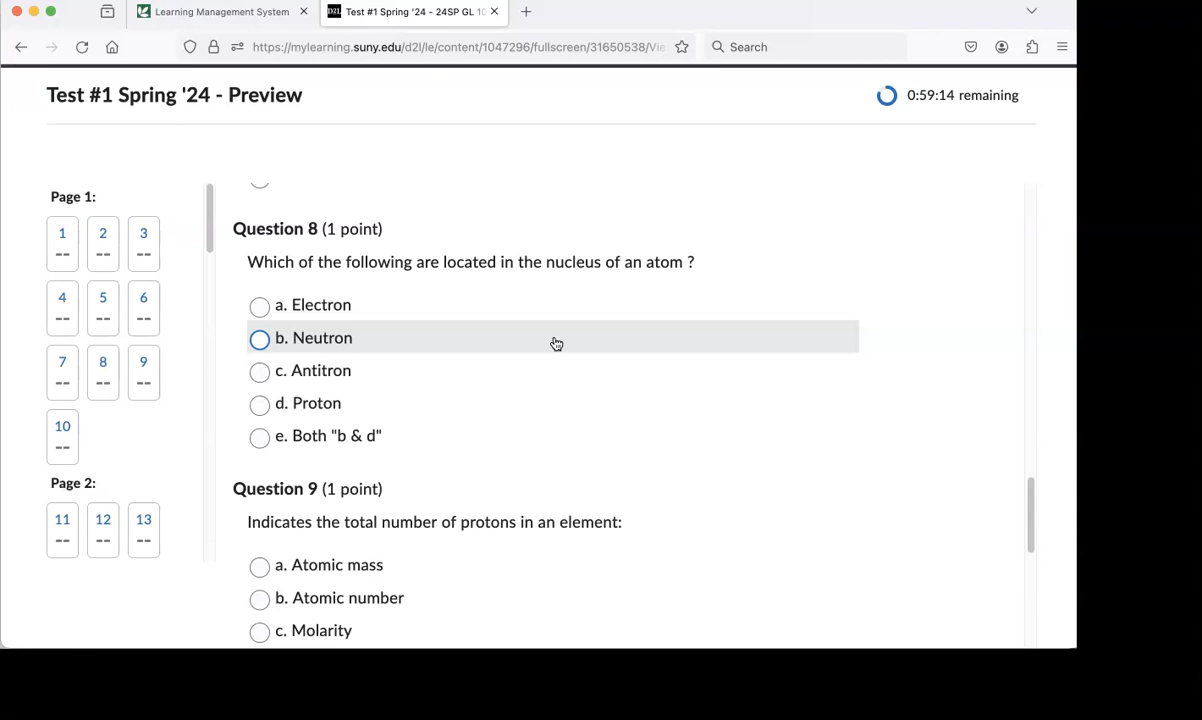 Learning Management System
Test #1 Spring '24 - 24SP GL 10
https://mylearning.suny.edu/d2l/le/content/1047296/fullscreen/31650538/Vie
Search
Test #1 Spring '24 - Preview
0:59:14 remaining
Page 1:
1 2 3
-- -- --
4 5 6
-- -- --
7 8 9
-- -- --
10
--
Page 2:
11 12 13
-- -- --
Question 8 (1 point)
Which of the following are located in the nucleus of an atom ?
a. Electron
b. Neutron
c. Antitron
d. Proton
e. Both "b & d"
Question 9 (1 point)
Indicates the total number of protons in an element:
a. Atomic mass
b. Atomic number
c. Molarity